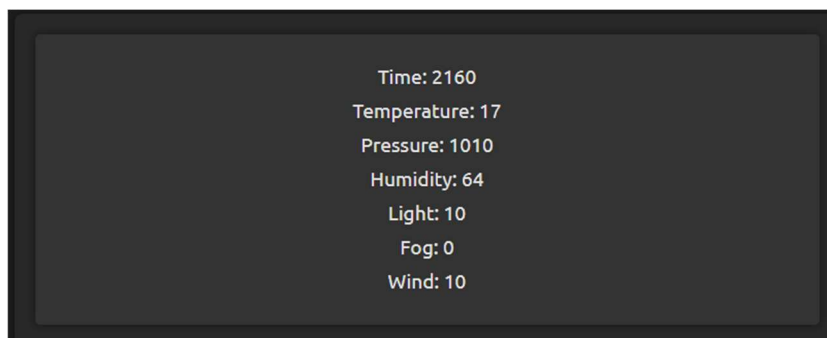 Time: 2160
Temperature: 17
Pressure: 1010
Humidity: 64
Light: 10
Fog: 0
Wind: 10